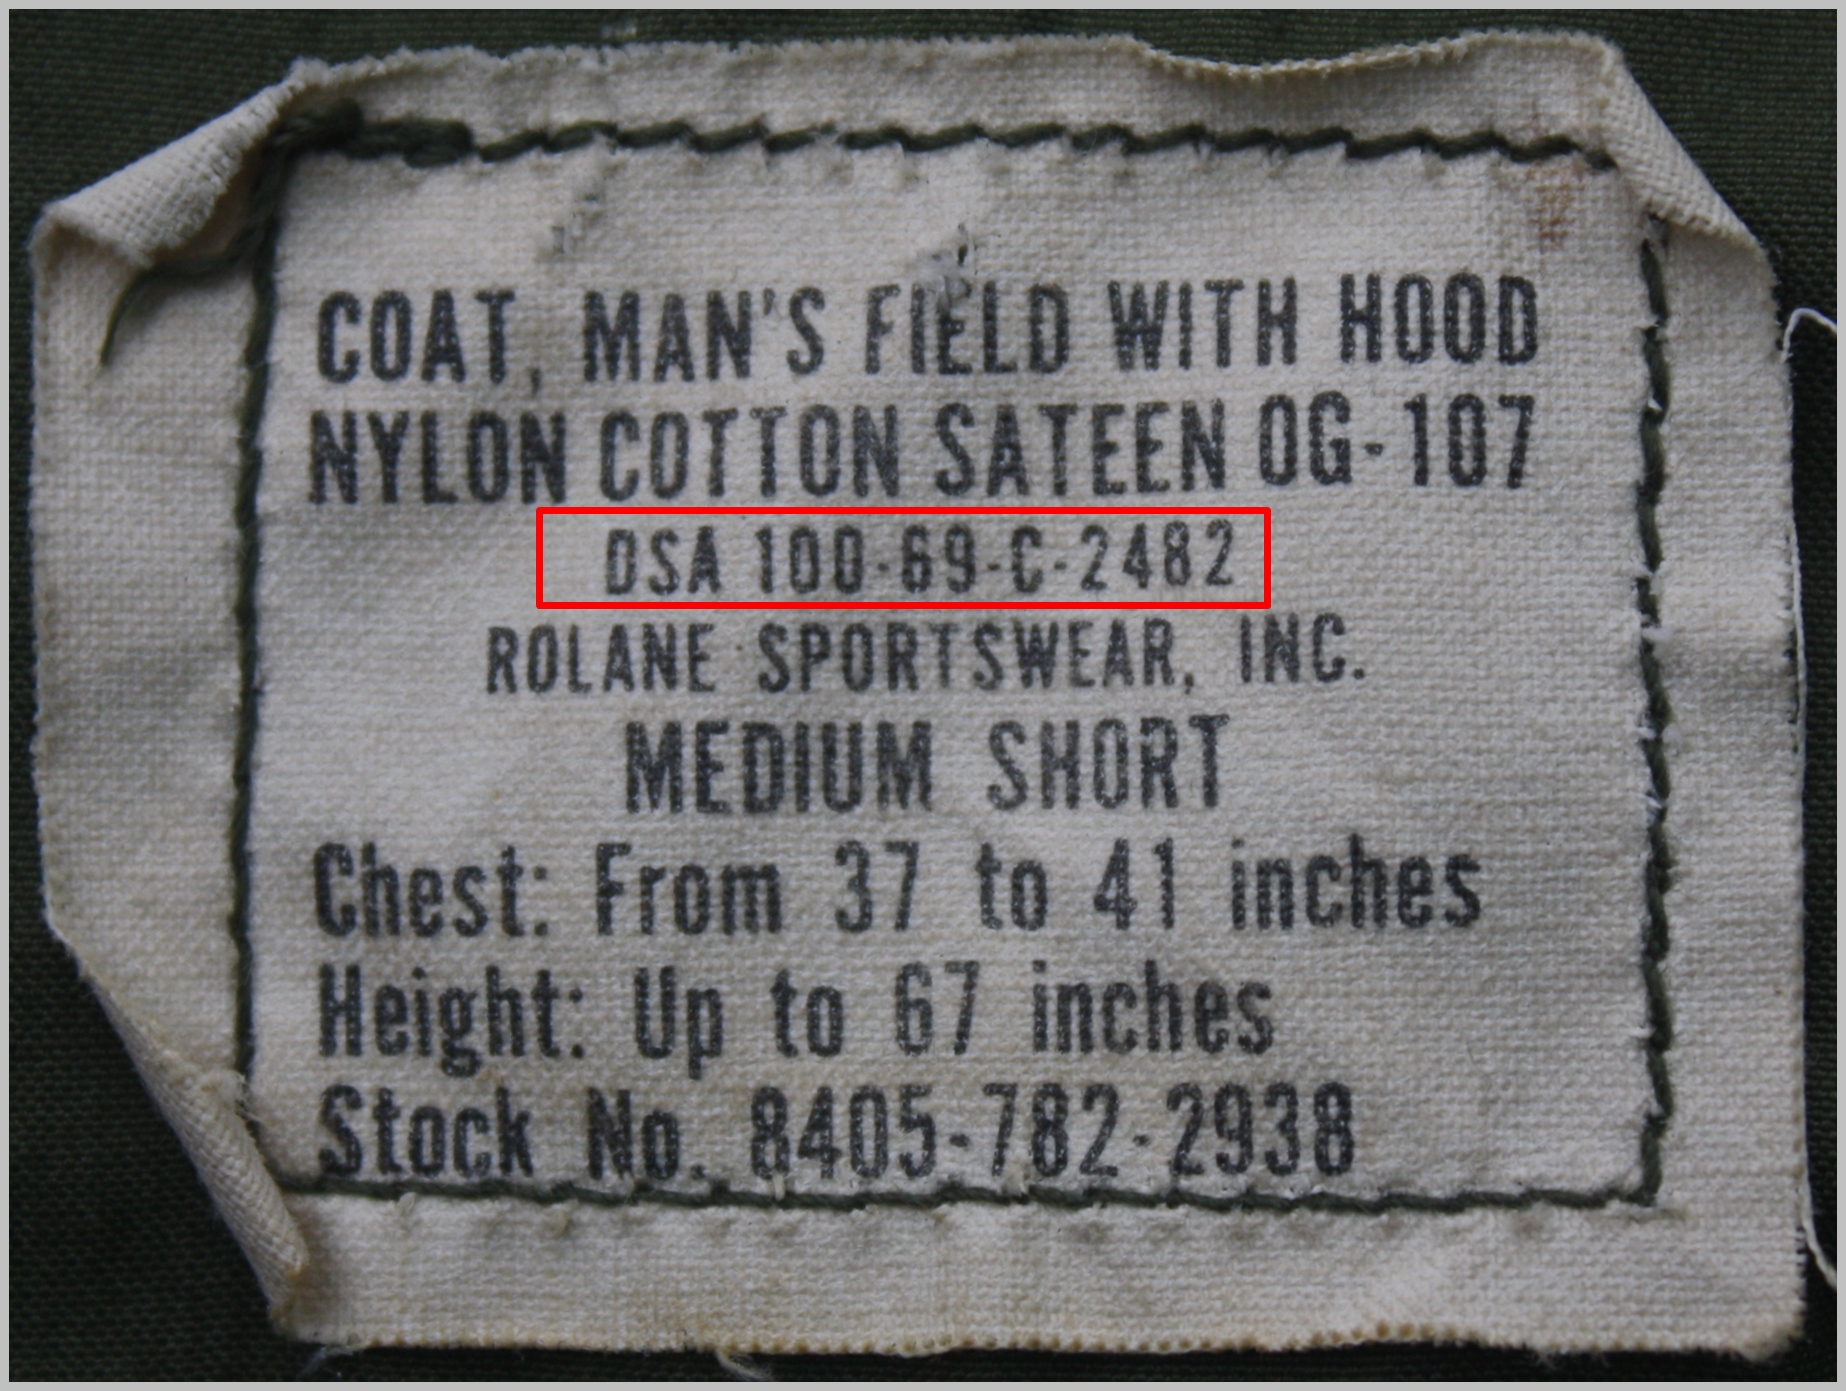 COAT, MAN'S FIELD WITH HOOD
NYLON COTTON SATEEN OG-107
DSA 100-69-C-2482
ROLANE SPORTSWEAR, INC.
MEDIUM SHORT
Chest: From 37 to 41 inches
Height: Up to 67 inches
Stock No. 8405-782-2938